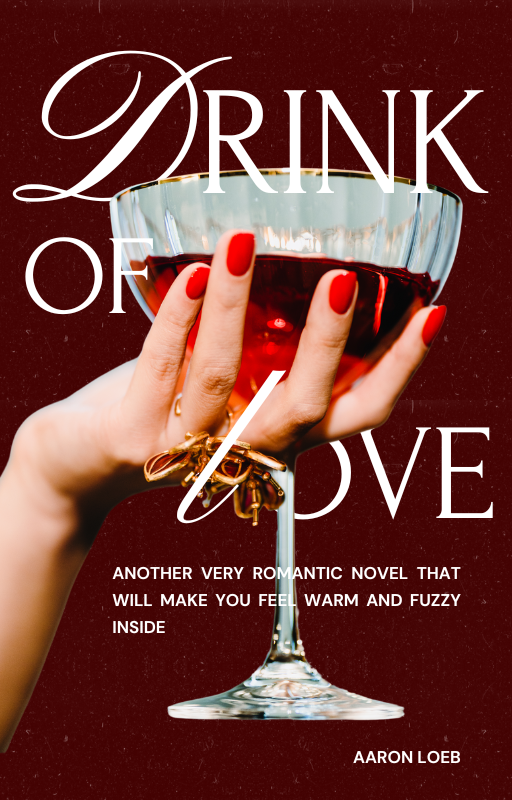 DRINK
OF
lOVE
ANOTHER VERY ROMANTIC NOVEL THAT
WILL MAKE YOU FEEL WARM AND FUZZY
INSIDE
AARON LOEB